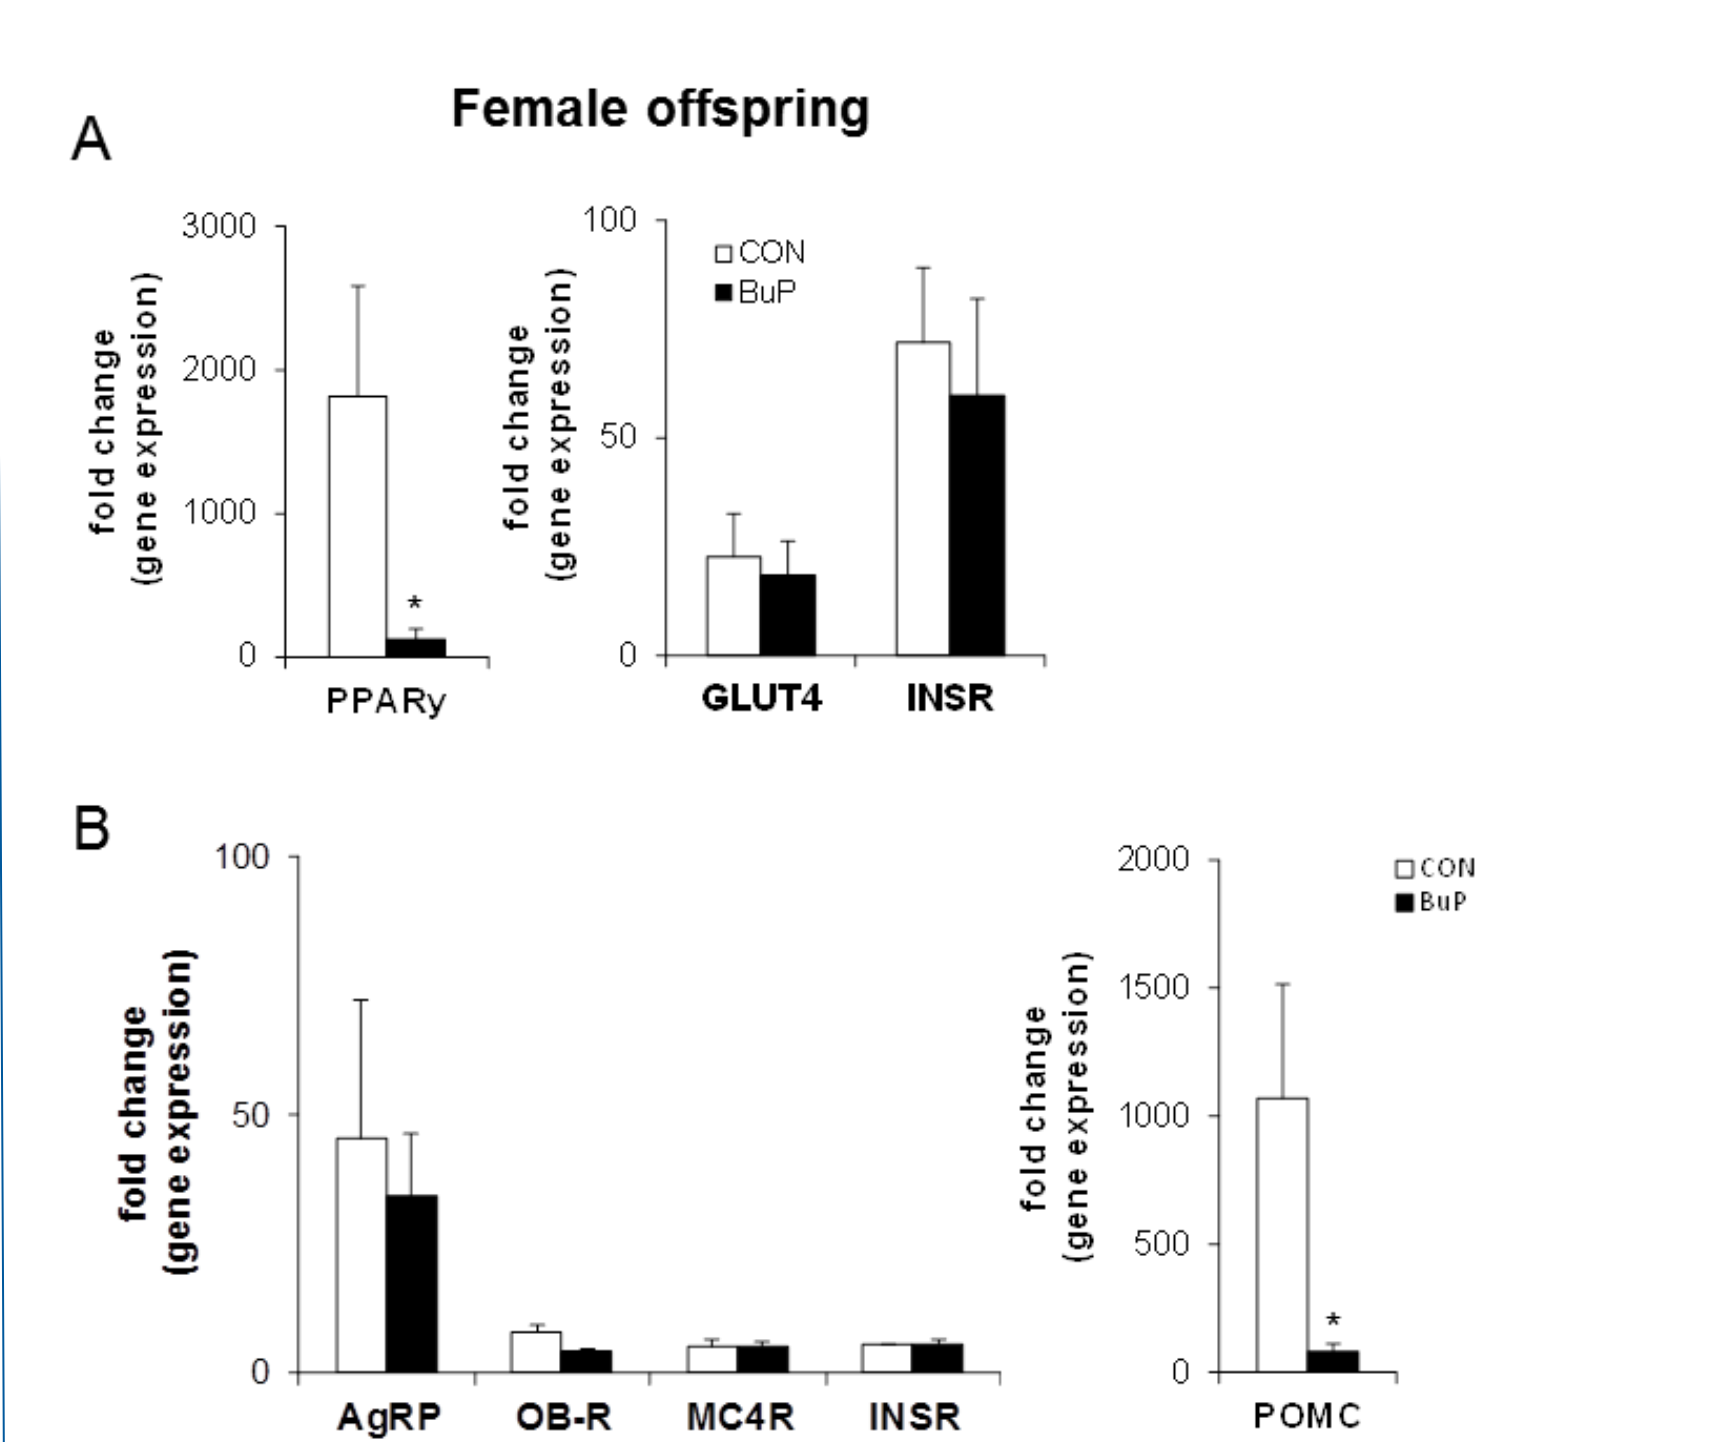 Female offspring
A
fold change
(gene expression)
3000
2000
1000
0
*
PPARy
fold change
(gene expression)
100
50
0
CON
BuP
GLUT4 INSR
B
fold change
(gene expression)
100
50
0
AgRP OB-R MC4R INSR
fold change
(gene expression)
2000
1500
1000
500
0
CON
BuP
*
POMC